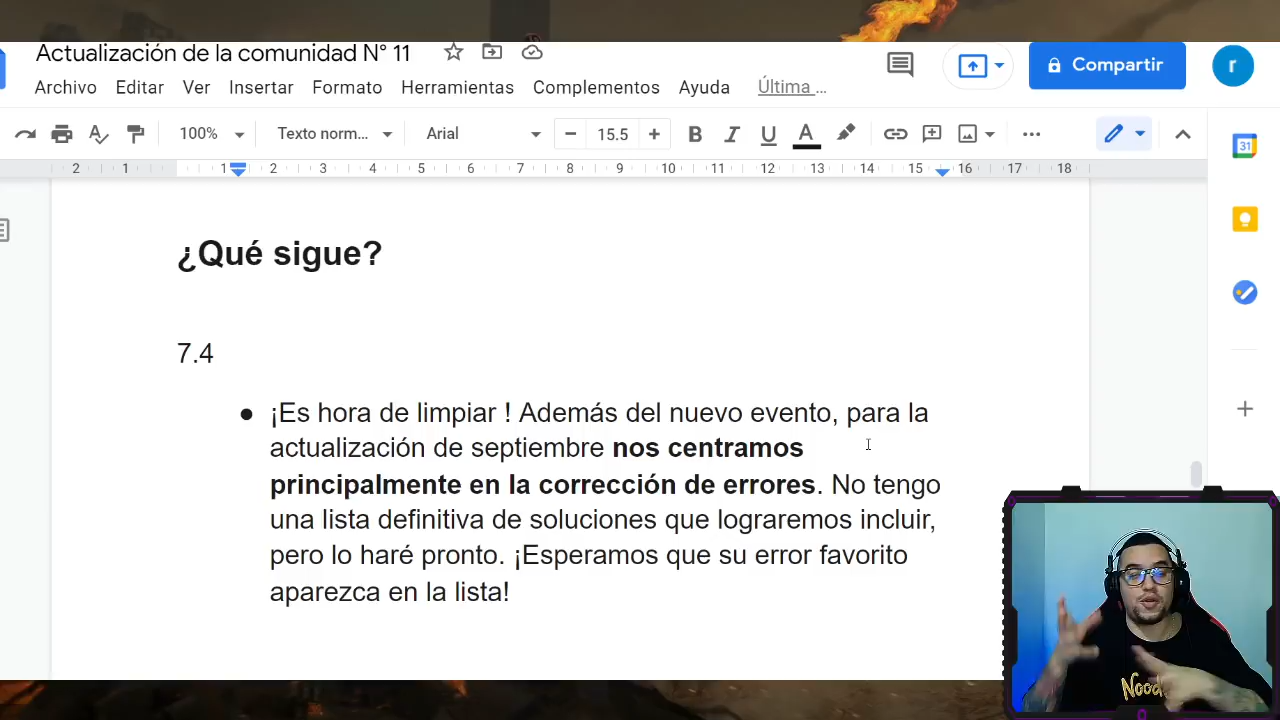 Actualización de la comunidad N° 11
Compartir
r
Archivo Editar Ver Insertar Formato Herramientas Complementos Ayuda Última ...
100% Texto norm... Arial 15.5 B I U A
31
2 1 1 2 3 4 5 6 7 8 9 10 11 12 13 14 15 16 17 18
¿Qué sigue?
7.4
● ¡Es hora de limpiar ! Además del nuevo evento, para la
actualización de septiembre nos centramos
principalmente en la corrección de errores. No tengo
una lista definitiva de soluciones que lograremos incluir,
pero lo haré pronto. ¡Esperamos que su error favorito
aparezca en la lista!